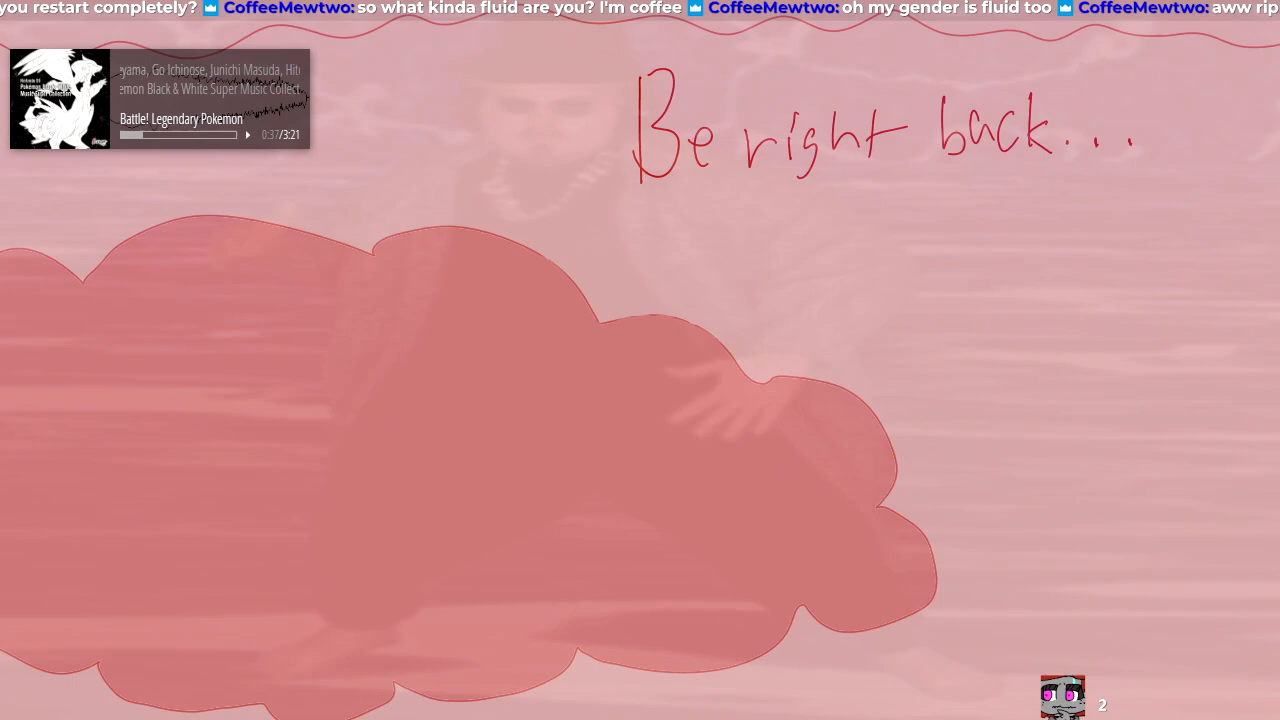 you restart completely? CoffeeMewtwo: so what kinda fluid are you? I'm coffee CoffeeMewtwo: oh my gender is fluid too CoffeeMewtwo: aww rip
yama, Go Ichinose, Junichi Masuda, Hito
emon Black & White Super Music Collect
Battle! Legendary Pokemon
0:37/3:21
Be right back...
2